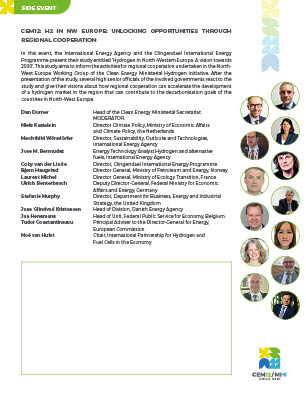 SIDE EVENT
CEM12: H2 IN NW EUROPE: UNLOCKING OPPORTUNITIES THROUGH
REGIONAL COOPERATION
In this event, the International Energy Agency and the Clingendael International Energy
Programme present their study entitled 'Hydrogen in North-Western Europe: A vision towards
2030'. This study aims to inform the activities for regional cooperation undertaken in the North-
West Europe Working Group of the Clean Energy Ministerial Hydrogen Initiative. After the
presentation of the study, several high senior officials of the involved governments react to the
study and give their visions about how regional cooperation can accelerate the development
of a hydrogen market in the region that can contribute to the decarbonisation goals of the
countries in North-West Europe.
Dan Dorner Head of the Clean Energy Ministerial Secretariat
MODERATOR
Niels Kastelein Director Climate Policy, Ministry of Economic Affairs
and Climate Policy, the Netherlands
Mechthild Wörsdörfer Director, Sustainability, Outlooks and Technologies,
International Energy Agency
Jose M. Bermudez Energy Technology Analyst Hydrogen and alternative
fuels, International Energy Agency
Coby van der Linde Director, Clingendael International Energy Programme
Bjørn Haugstad Director General, Ministry of Petroleum and Energy, Norway
Laurent Michel Director General, Ministry of Ecology Transition, France
Ulrich Benterbusch Deputy Director-General, Federal Ministry for Economic
Affairs and Energy, Germany
Stefanie Murphy Director, Department for Business, Energy and Industrial
Strategy, the United Kingdom
Jose Glindvad Kristensen Head of Division, Danish Energy Agency
Jan Hensmans Head of Unit, Federal Public Service for Economy, Belgium
Tudor Constantinescu Principal Adviser to the Director-General for Energy,
European Commission
Noé van Hulst Chair, International Partnership for Hydrogen and
Fuel Cells in the Economy
CEM12/MI-6
CHILE 2021